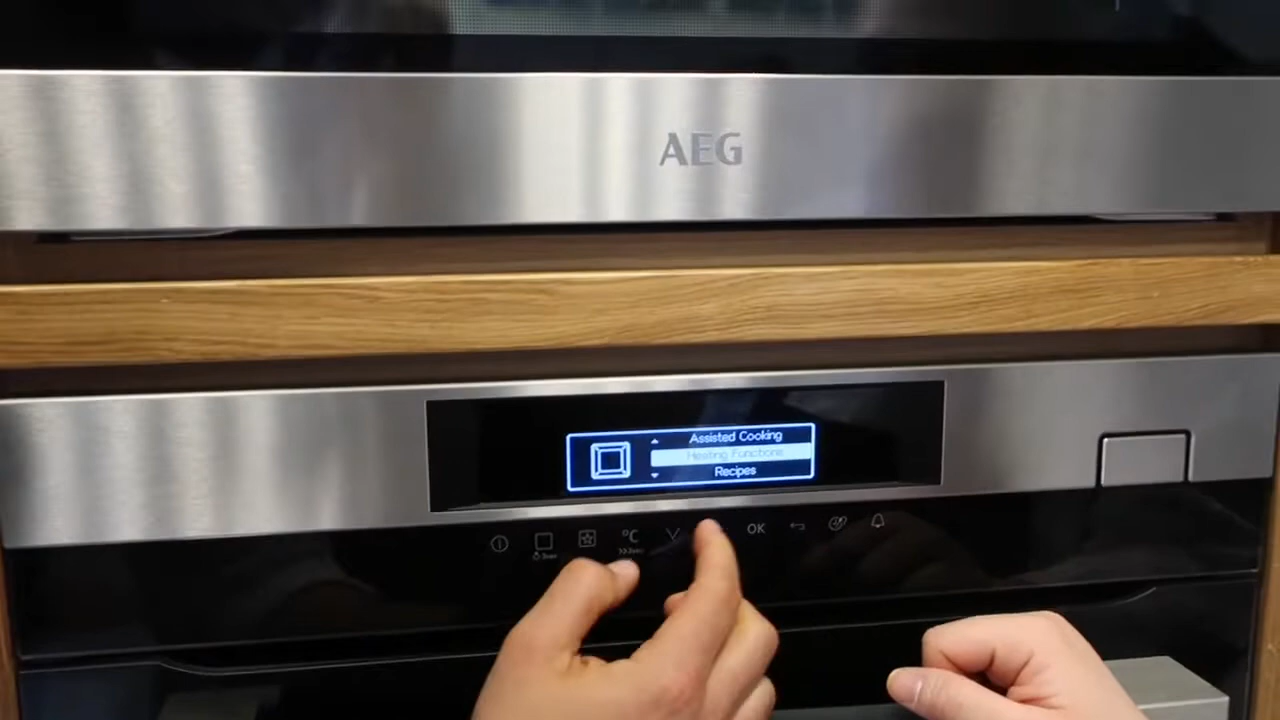 AEG
Assisted Cooking
Heating Functions
Recipes
°C
OK